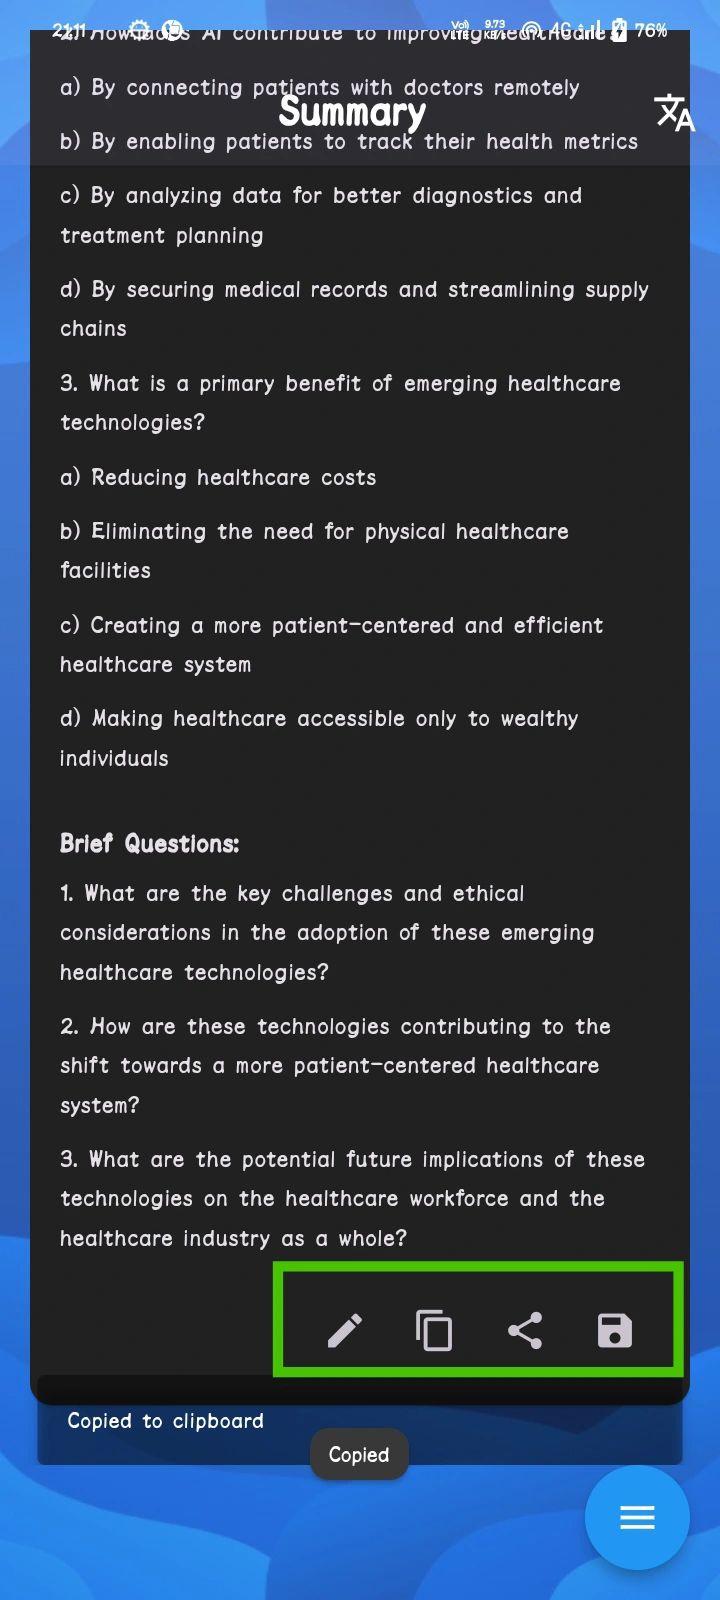 21:11
Vo)) LTE
9.73 KB/s
4G
76%
2. How does AI contribute to improving healthcare?
a) By connecting patients with doctors remotely
Summary
b) By enabling patients to track their health metrics
c) By analyzing data for better diagnostics and
treatment planning
d) By securing medical records and streamlining supply
chains
3. What is a primary benefit of emerging healthcare
technologies?
a) Reducing healthcare costs
b) Eliminating the need for physical healthcare
facilities
c) Creating a more patient-centered and efficient
healthcare system
d) Making healthcare accessible only to wealthy
individuals
Brief Questions:
1. What are the key challenges and ethical
considerations in the adoption of these emerging
healthcare technologies?
2. How are these technologies contributing to the
shift towards a more patient-centered healthcare
system?
3. What are the potential future implications of these
technologies on the healthcare workforce and the
healthcare industry as a whole?
Copied to clipboard
Copied